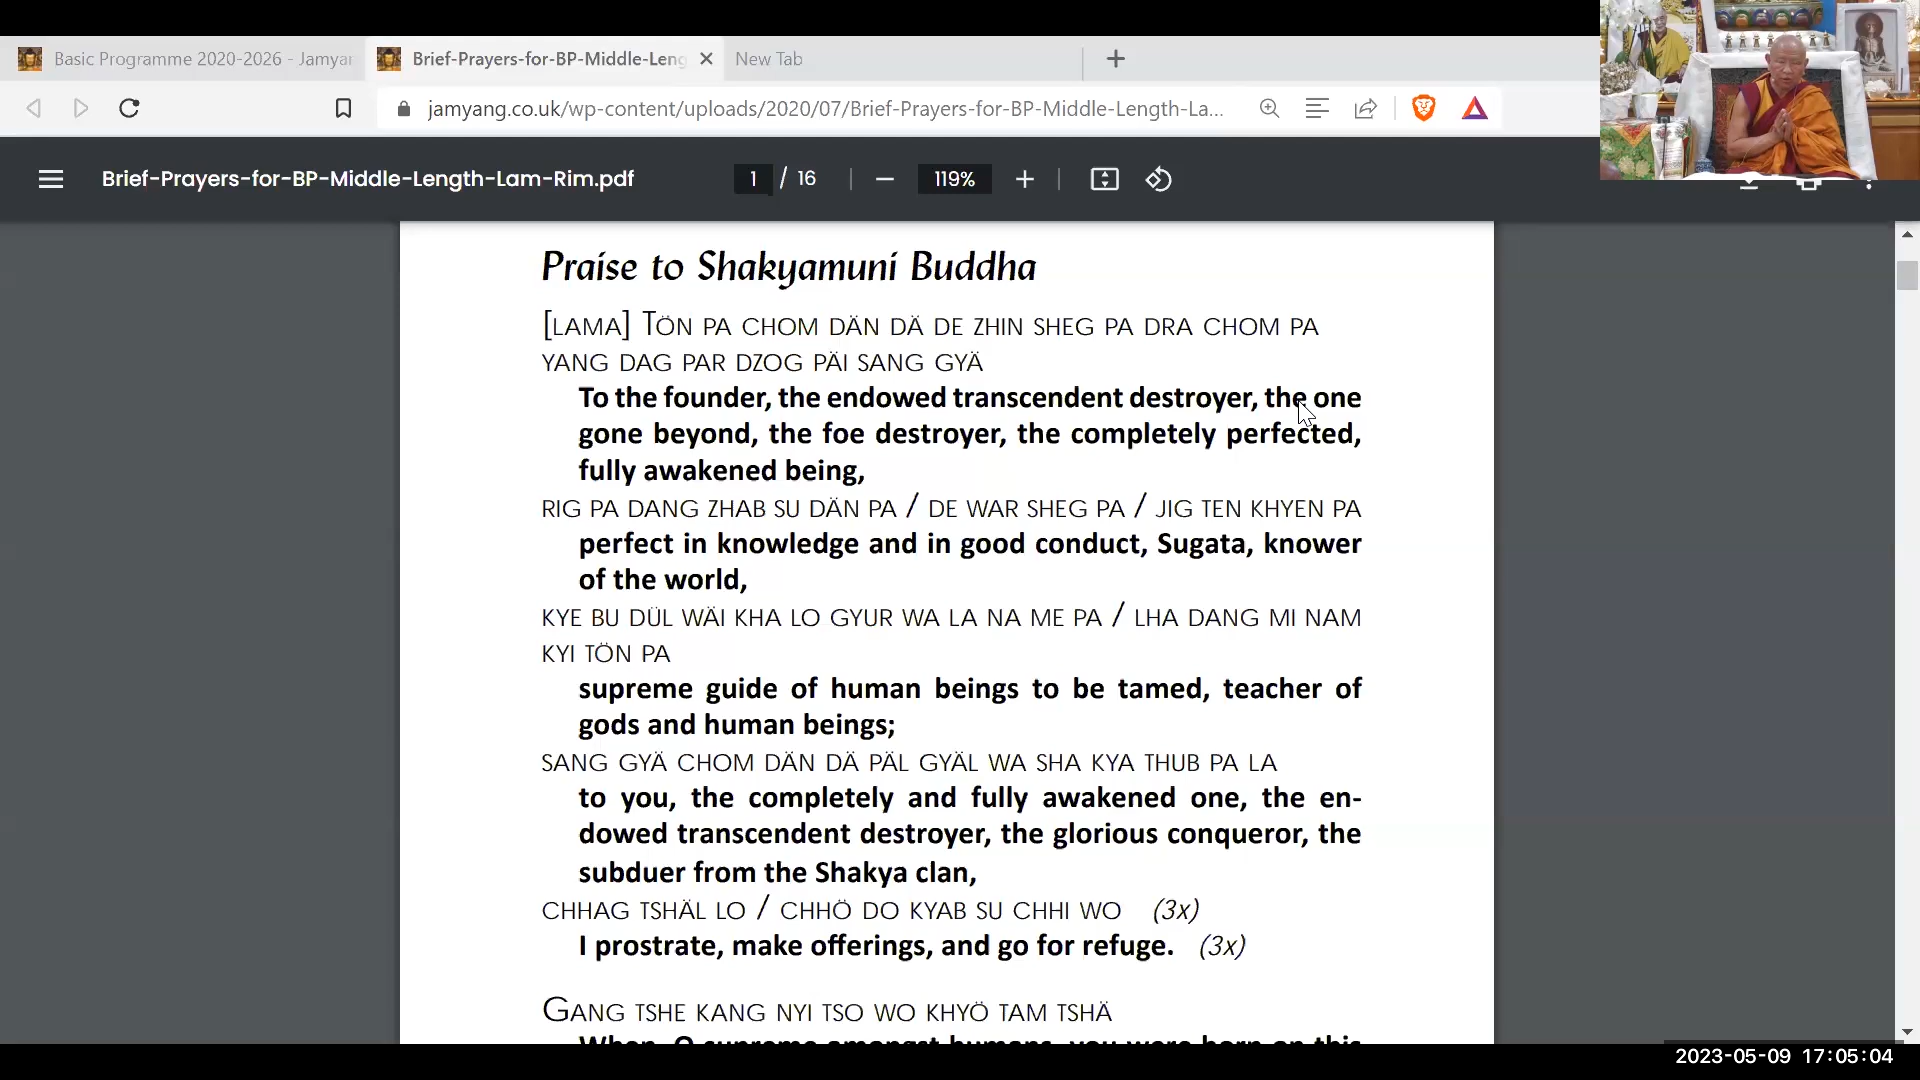 Basic Programme 2020-2026 - Jamyan
Brief-Prayers-for-BP-Middle-Leng
New Tab
jamyang.co.uk/wp-content/uploads/2020/07/Brief-Prayers-for-BP-Middle-Length-La...
Brief-Prayers-for-BP-Middle-Length-Lam-Rim.pdf
1 / 16
119%
Praise to Shakyamuni Buddha
[LAMA] TÖN PA CHOM DÄN DÄ DE ZHIN SHEG PA DRA CHOM PA
YANG DAG PAR DZOG PÄI SANG GYÄ
To the founder, the endowed transcendent destroyer, the one
gone beyond, the foe destroyer, the completely perfected,
fully awakened being,
RIG PA DANG ZHAB SU DÄN PA / DE WAR SHEG PA / JIG TEN KHYEN PA
perfect in knowledge and in good conduct, Sugata, knower
of the world,
KYE BU DÜL WÄI KHA LO GYUR WA LA NA ME PA / LHA DANG MI NAM
KYI TÖN PA
supreme guide of human beings to be tamed, teacher of
gods and human beings;
SANG GYÄ CHOM DÄN DÄ PÄL GYÄL WA SHA KYA THUB PA LA
to you, the completely and fully awakened one, the en-
dowed transcendent destroyer, the glorious conqueror, the
subduer from the Shakya clan,
CHHAG TSHÄL LO / CHHÖ DO KYAB SU CHHI WO (3x)
I prostrate, make offerings, and go for refuge. (3x)
GANG TSHE KANG NYI TSO WO KHYÖ TAM TSHÄ
When, O supreme amongst humans, you were born on this
2023-05-09 17:05:04